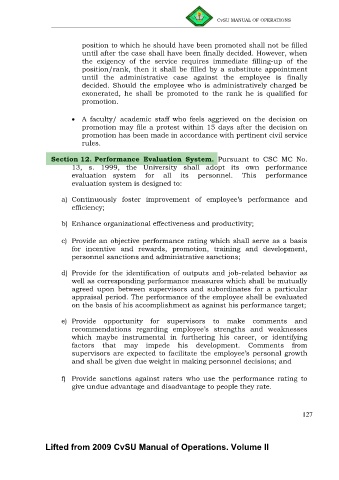 CvSU MANUAL OF OPERATIONS
position to which he should have been promoted shall not be filled
until after the case shall have been finally decided. However, when
the exigency of the service requires immediate filling-up of the
position/rank, then it shall be filled by a substitute appointment
until the administrative case against the employee is finally
decided. Should the employee who is administratively charged be
exonerated, he shall be promoted to the rank he is qualified for
promotion.
• A faculty/ academic staff who feels aggrieved on the decision on
promotion may file a protest within 15 days after the decision on
promotion has been made in accordance with pertinent civil service
rules.
Section 12. Performance Evaluation System. Pursuant to CSC MC No.
13, s. 1999, the University shall adopt its own performance
evaluation system for all its personnel. This performance
evaluation system is designed to:
a) Continuously foster improvement of employee's performance and
efficiency;
b) Enhance organizational effectiveness and productivity;
c) Provide an objective performance rating which shall serve as a basis
for incentive and rewards, promotion, training and development,
personnel sanctions and administrative sanctions;
d) Provide for the identification of outputs and job-related behavior as
well as corresponding performance measures which shall be mutually
agreed upon between supervisors and subordinates for a particular
appraisal period. The performance of the employee shall be evaluated
on the basis of his accomplishment as against his performance target;
e) Provide opportunity for supervisors to make comments and
recommendations regarding employee's strengths and weaknesses
which maybe instrumental in furthering his career, or identifying
factors that may impede his development. Comments from
supervisors are expected to facilitate the employee's personal growth
and shall be given due weight in making personnel decisions; and
f) Provide sanctions against raters who use the performance rating to
give undue advantage and disadvantage to people they rate.
127
Lifted from 2009 CvSU Manual of Operations. Volume II